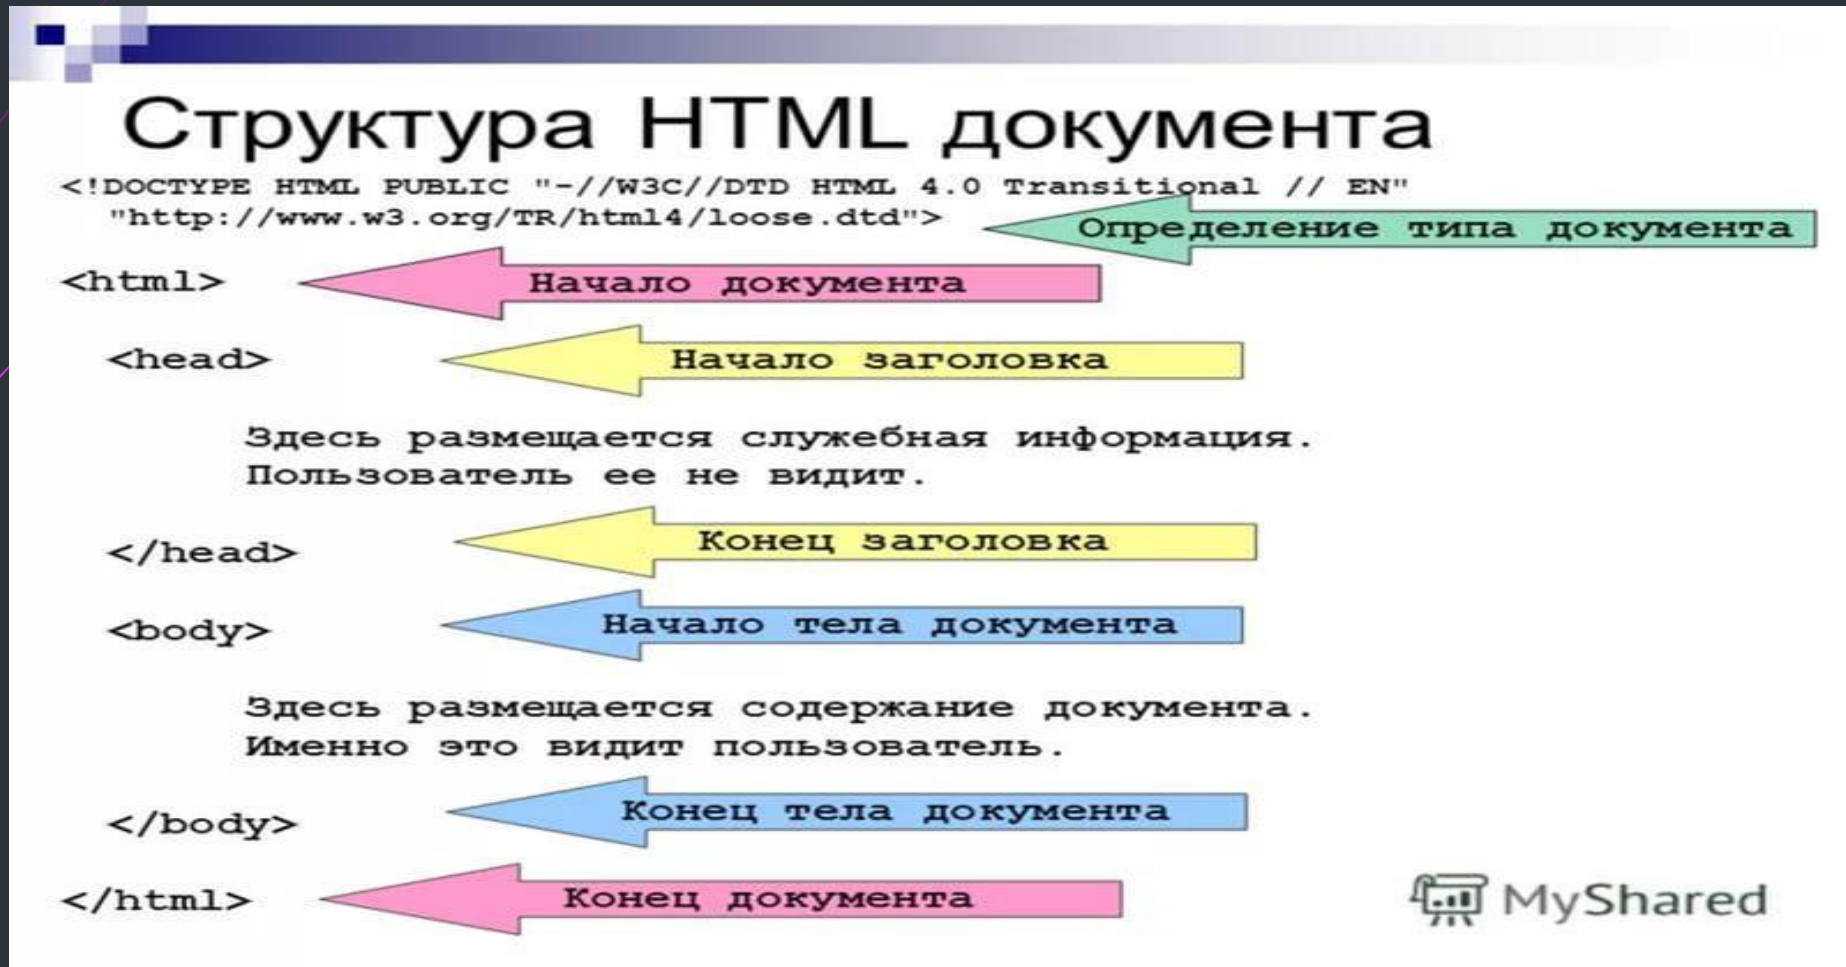 Структура HTML документа
<!DOCTYPE HTML PUBLIC "-//W3C//DTD HTML 4.0 Transitional // EN"
"http://www.w3.org/TR/html4/loose.dtd">
Определение типа документа
<html>
Начало документа
<head>
Начало заголовка
Здесь размещается служебная информация.
Пользователь ее не видит.
</head>
Конец заголовка
<body>
Начало тела документа
Здесь размещается содержание документа.
Именно это видит пользователь.
</body>
Конец тела документа
</html>
Конец документа
MyShared